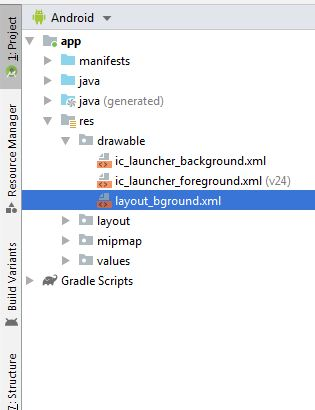 Android
app
manifests
java
java (generated)
res
drawable
ic_launcher_background.xml
ic_launcher_foreground.xml (v24)
layout_bground.xml
layout
mipmap
values
Gradle Scripts
1: Project
Resource Manager
Build Variants
7: Structure